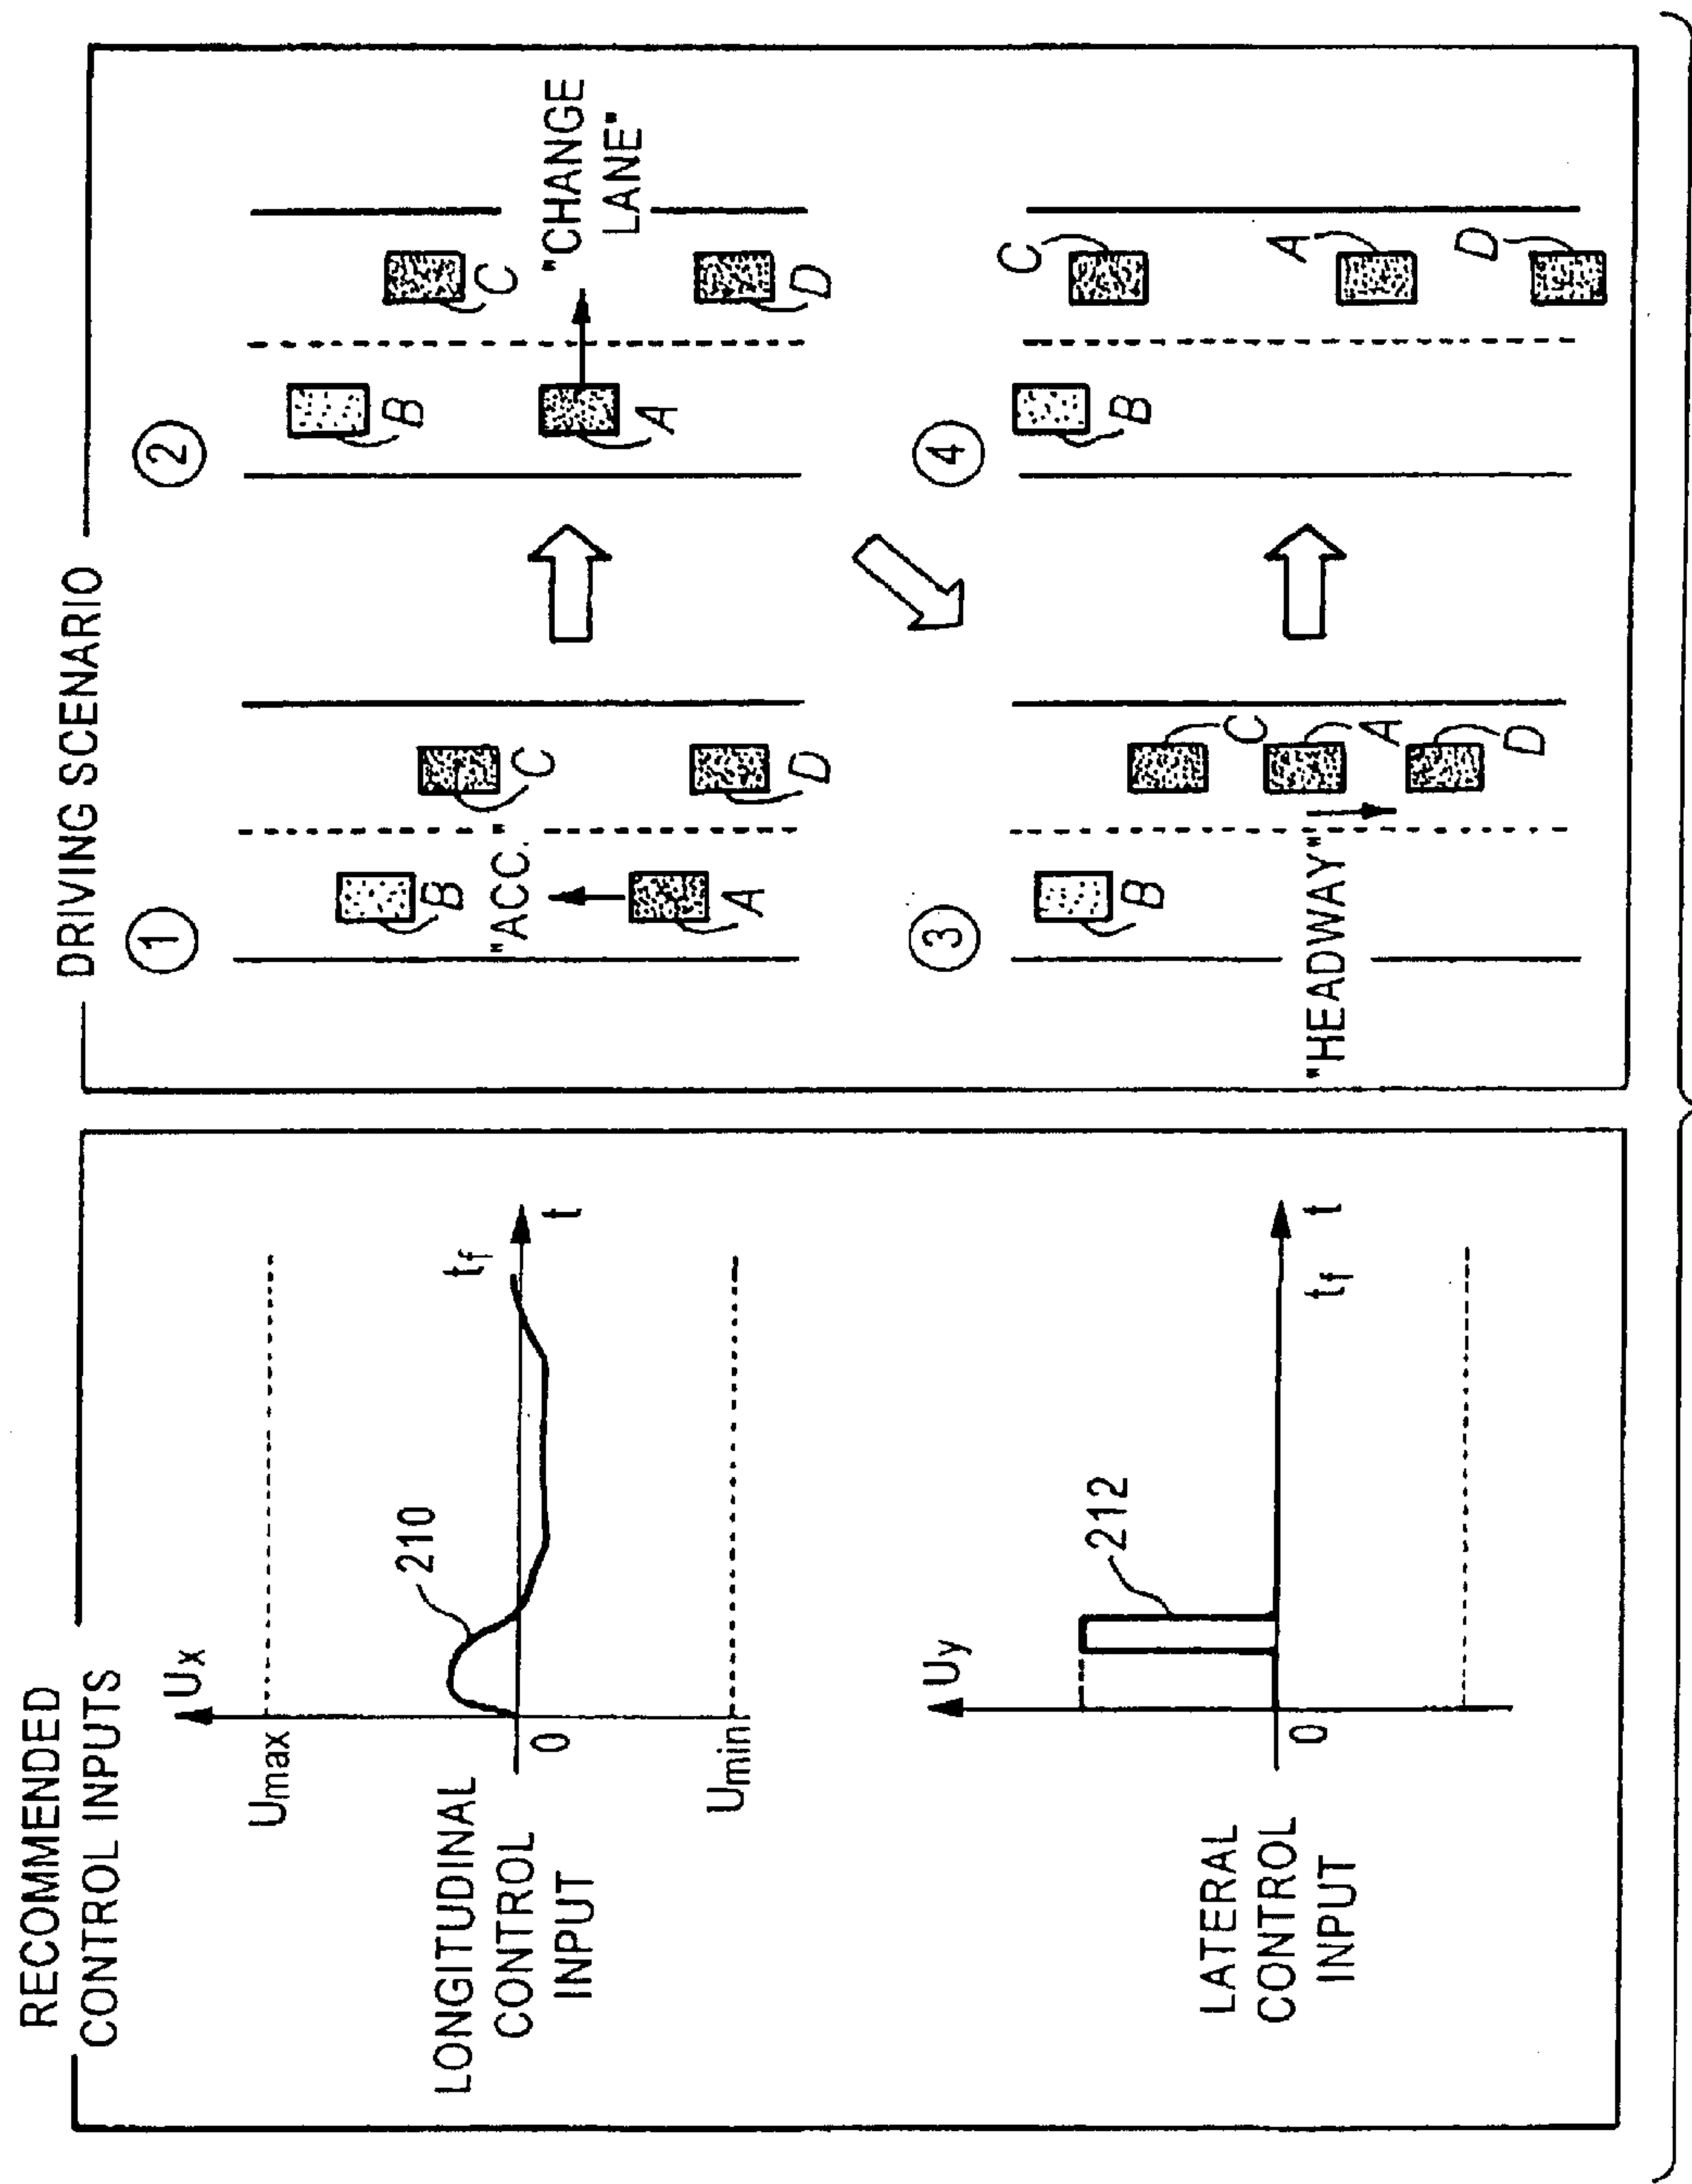 RECOMMENDED
CONTROL INPUTS
Ux
Umax
210
tf
t
0
LONGITUDINAL
CONTROL
INPUT
Umin
Uy
212
tf
t
0
LATERAL
CONTROL
INPUT
DRIVING SCENARIO
1
B
"ACC."
C
A
D
2
B
C
"CHANGE
LANE"
A
D
3
B
C
"HEADWAY"
A
D
4
B
C
A
D